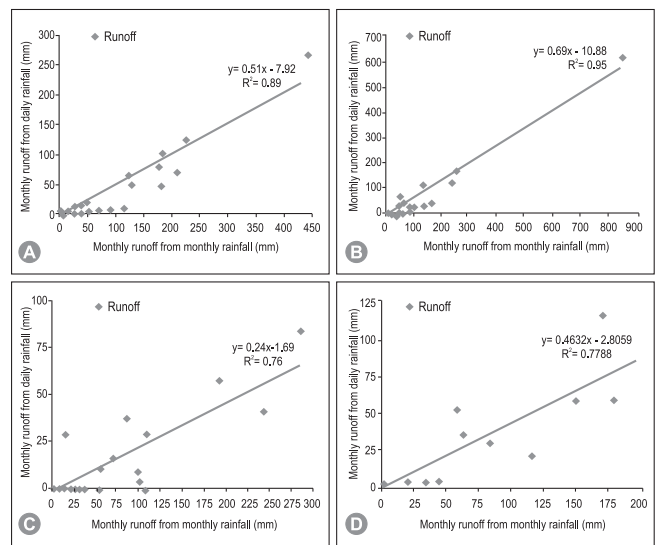 Runoff
y= 0.51x - 7.92
R²= 0.89
Monthly runoff from daily rainfall (mm)
300
250
200
150
100
50
0
0 50 100 150 200 250 300 350 400 450
Monthly runoff from monthly rainfall (mm)
A
Runoff
y= 0.69x - 10.88
R²= 0.95
Monthly runoff from daily rainfall (mm)
700
600
500
400
300
200
100
0
0 100 200 300 400 500 600 700 800 900
Monthly runoff from monthly rainfall (mm)
B
Runoff
y= 0.24x-1.69
R²= 0.76
Monthly runoff from daily rainfall (mm)
100
75
50
25
0
0 25 50 75 100 125 150 175 200 225 250 275 300
Monthly runoff from monthly rainfall (mm)
C
Runoff
y= 0.4632x - 2.8059
R²= 0.7788
Monthly runoff from daily rainfall (mm)
125
100
75
50
25
0
0 25 50 75 100 125 150 175 200
Monthly runoff from monthly rainfall (mm)
D